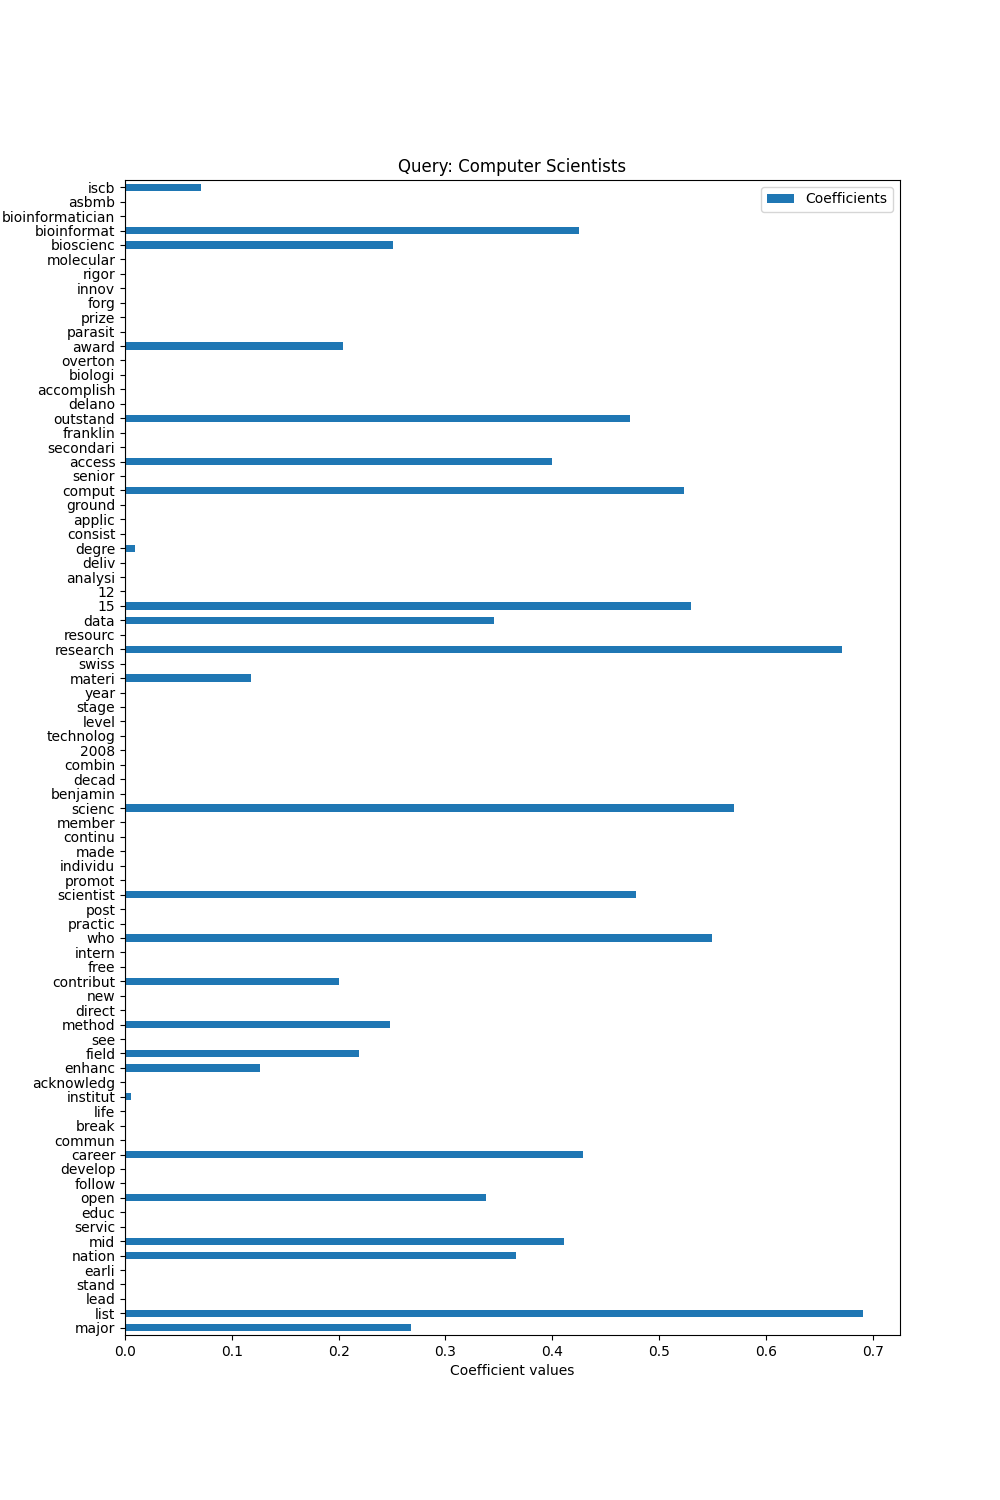 Query: Computer Scientists
Coefficients
iscb
asbmb
bioinformatician
bioinformat
bioscienc
molecular
rigor
innov
forg
prize
parasit
award
overton
biologi
accomplish
delano
outstand
franklin
secondari
access
senior
comput
ground
applic
consist
degre
deliv
analysi
12
15
data
resourc
research
swiss
materi
year
stage
level
technolog
2008
combin
decad
benjamin
scienc
member
continu
made
individu
promot
scientist
post
practic
who
intern
free
contribut
new
direct
method
see
field
enhanc
acknowledg
institut
life
break
commun
career
develop
follow
open
educ
servic
mid
nation
earli
stand
lead
list
major
0.0 0.1 0.2 0.3 0.4 0.5 0.6 0.7
Coefficient values